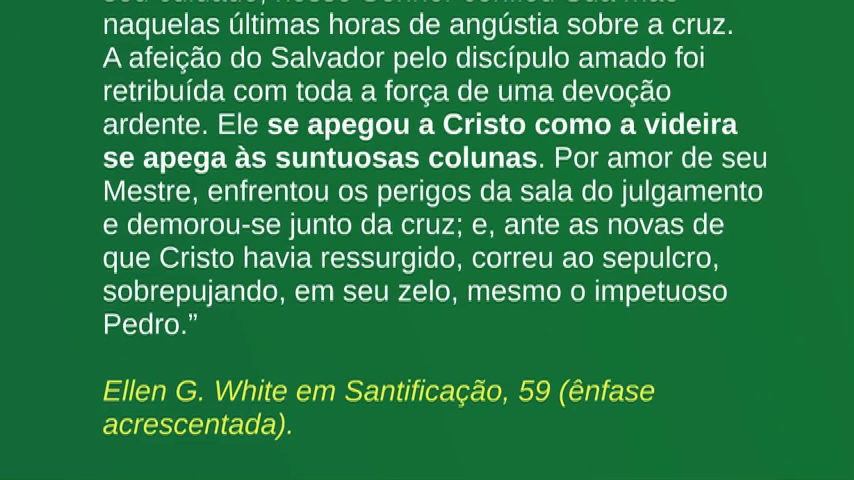 naquelas últimas horas de angústia sobre a cruz.
A afeição do Salvador pelo discípulo amado foi
retribuída com toda a força de uma devoção
ardente. Ele se apegou a Cristo como a videira
se apega às suntuosas colunas. Por amor de seu
Mestre, enfrentou os perigos da sala do julgamento
e demorou-se junto da cruz; e, ante as novas de
que Cristo havia ressurgido, correu ao sepulcro,
sobrepujando, em seu zelo, mesmo o impetuoso
Pedro.”
Ellen G. White em Santificação, 59 (ênfase
acrescentada).